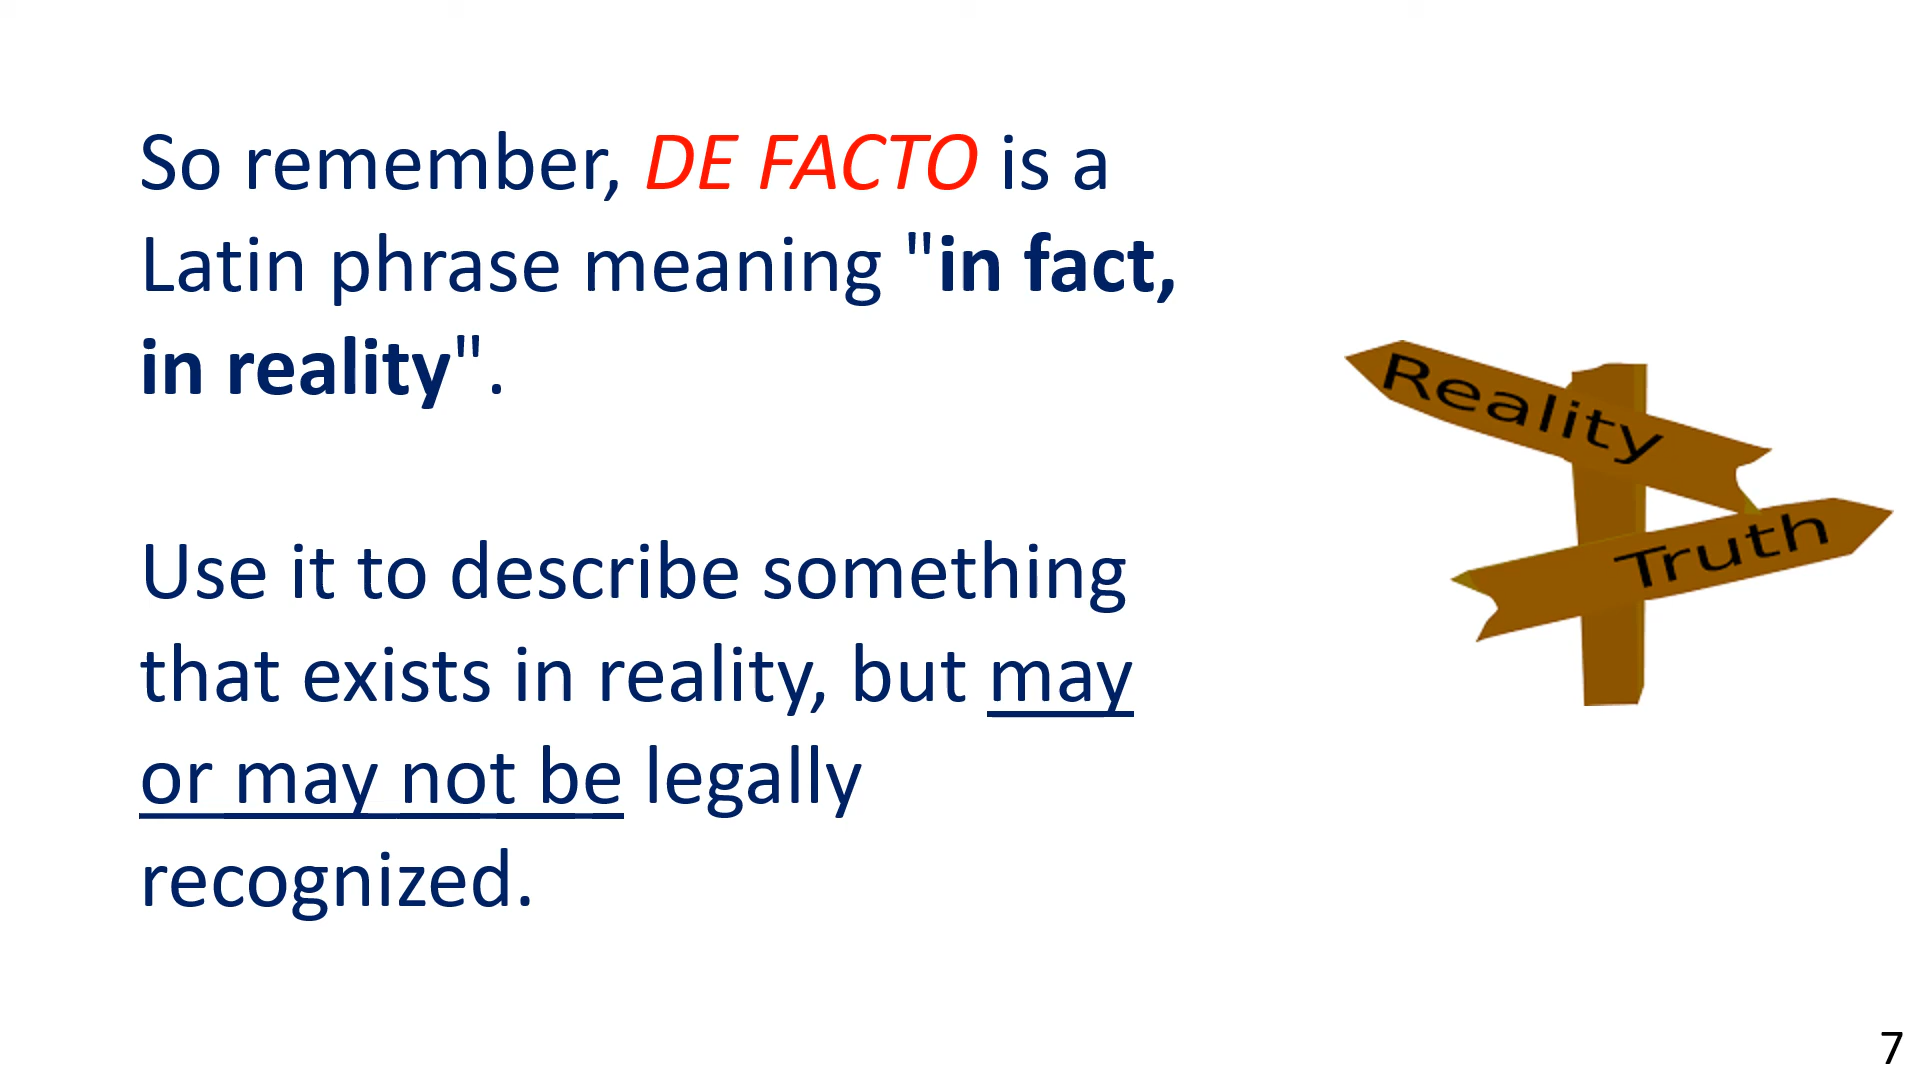 So remember, DE FACTO is a
Latin phrase meaning "in fact,
in reality".
Use it to describe something
that exists in reality, but may
or may not be legally
recognized.
Reality
Truth
7